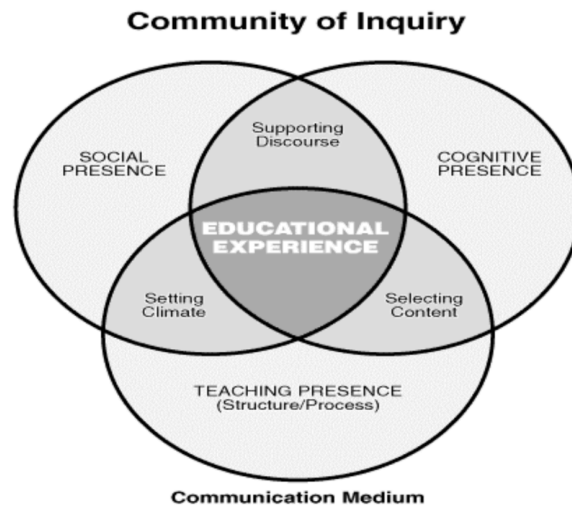 Community of Inquiry
Supporting
Discourse
SOCIAL
PRESENCE
COGNITIVE
PRESENCE
EDUCATIONAL
EXPERIENCE
Setting
Climate
Selecting
Content
TEACHING PRESENCE
(Structure/Process)
Communication Medium